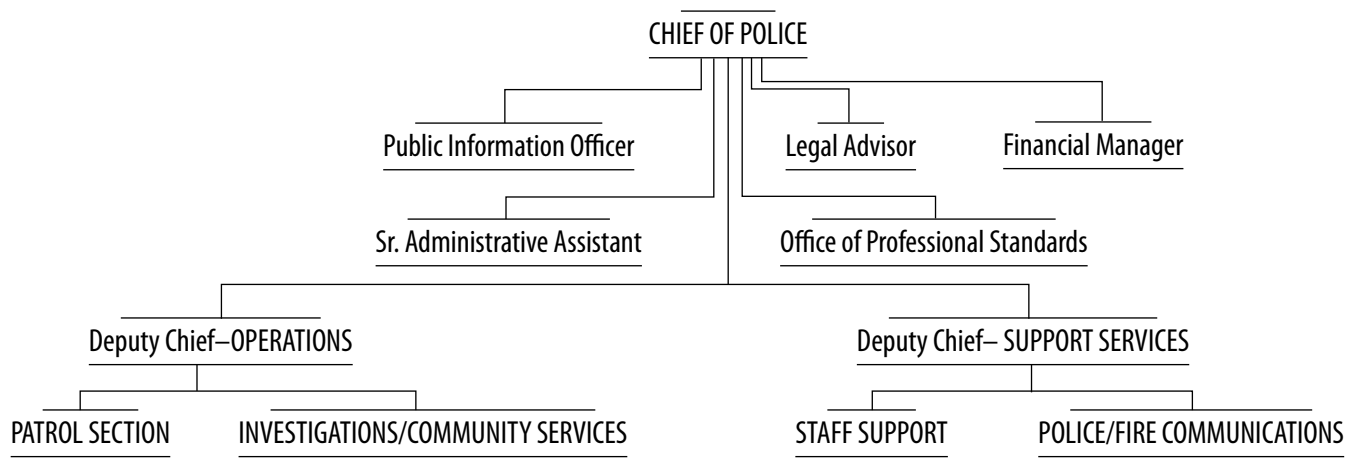 CHIEF OF POLICE
Public Information Officer
Legal Advisor
Financial Manager
Sr. Administrative Assistant
Office of Professional Standards
Deputy Chief–OPERATIONS
Deputy Chief– SUPPORT SERVICES
PATROL SECTION
INVESTIGATIONS/COMMUNITY SERVICES
STAFF SUPPORT
POLICE/FIRE COMMUNICATIONS